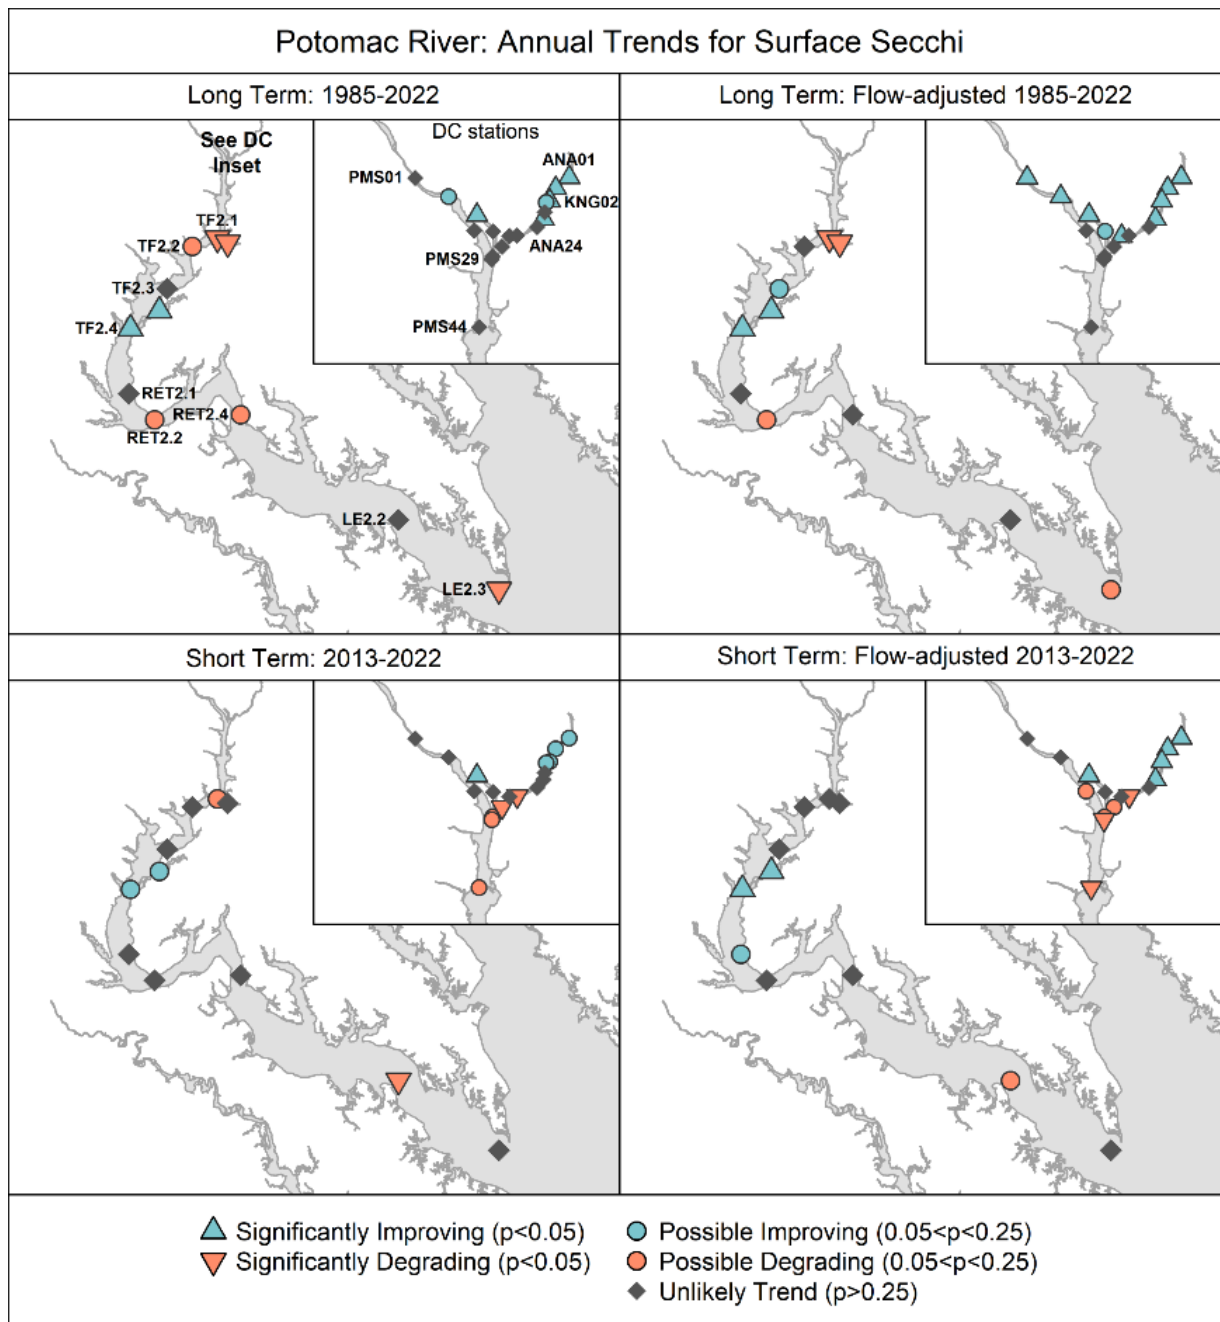 Potomac River: Annual Trends for Surface Secchi
Long Term: 1985-2022
Long Term: Flow-adjusted 1985-2022
See DC
Inset
DC stations
ANA01
PMS01
KNG02
ANA24
PMS29
PMS44
TF2.1
TF2.2
TF2.3
TF2.4
RET2.1
RET2.4
RET2.2
LE2.2
LE2.3
Short Term: 2013-2022
Short Term: Flow-adjusted 2013-2022
Significantly Improving (p<0.05)
Possible Improving (0.05<p<0.25)
Significantly Degrading (p<0.05)
Possible Degrading (0.05<p<0.25)
Unlikely Trend (p>0.25)